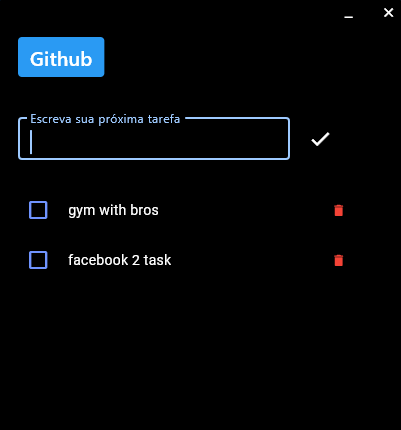 Github
Escreva sua próxima tarefa
gym with bros
facebook 2 task